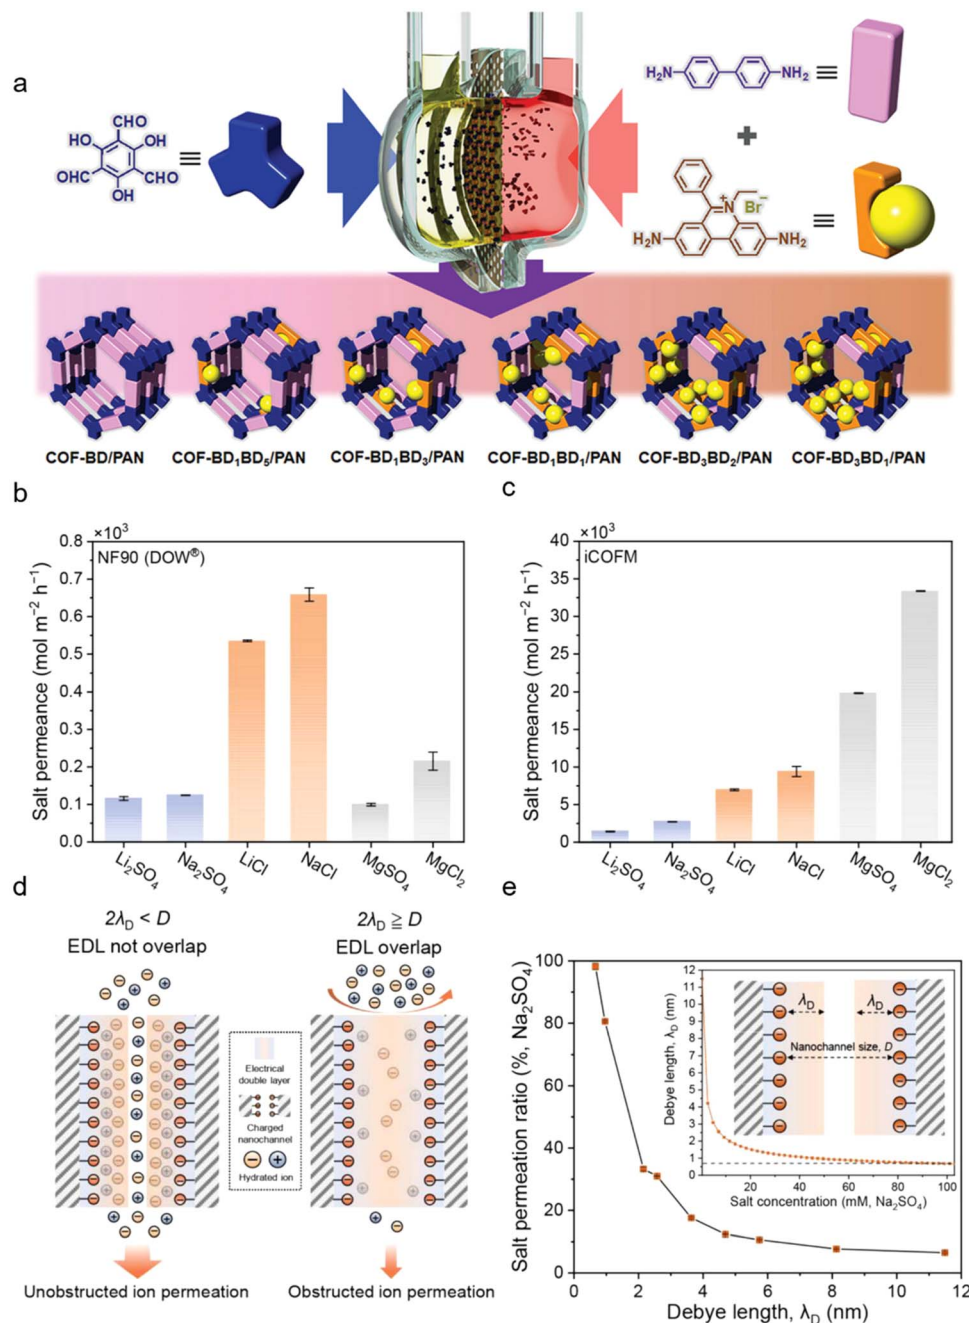 a
CHO
HO
OH
OHC
CHO
OH
≡
H₂N
NH₂
≡
+
N⁺
Br⁻
H₂N
NH₂
≡
COF-BD/PAN
COF-BD₁BD₅/PAN
COF-BD₁BD₃/PAN
COF-BD₁BD₁/PAN
COF-BD₃BD₂/PAN
COF-BD₃BD₁/PAN
b
×10³
NF90 (DOW®)
Salt permeance (mol m⁻² h⁻¹)
0.8
0.7
0.6
0.5
0.4
0.3
0.2
0.1
0.0
Li₂SO₄
Na₂SO₄
LiCl
NaCl
MgSO₄
MgCl₂
c
×10³
iCOFM
Salt permeance (mol m⁻² h⁻¹)
40
35
30
25
20
15
10
5
0
Li₂SO₄
Na₂SO₄
LiCl
NaCl
MgSO₄
MgCl₂
d
2λD < D
EDL not overlap
2λD ≧ D
EDL overlap
Electrical
double layer
Charged
nanochannel
Hydrated ion
Unobstructed ion permeation
Obstructed ion permeation
e
Salt permeation ratio (%, Na₂SO₄)
100
80
60
40
20
0
0 2 4 6 8 10 12
Debye length, λD (nm)
Debye length, λD (nm)
12
11
10
9
8
7
6
5
4
3
2
1
0
20 40 60 80 100
Salt concentration (mM, Na₂SO₄)
λD
λD
Nanochannel size, D